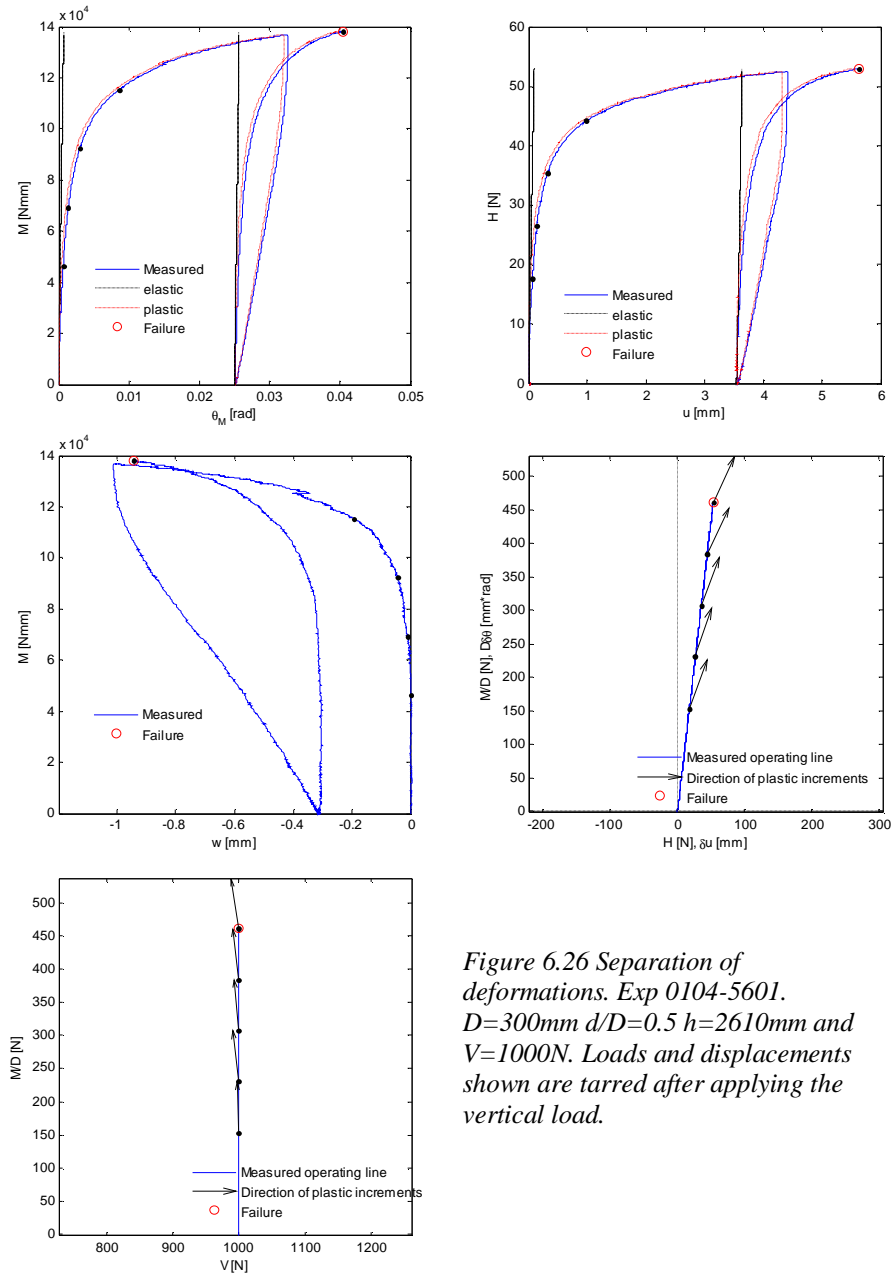 x 10⁴
14
12
10
8
6
4
2
0
M [Nmm]
Measured
elastic
plastic
Failure
0 0.01 0.02 0.03 0.04 0.05
θM [rad]
60
50
40
30
20
10
0
H [N]
Measured
elastic
plastic
Failure
0 1 2 3 4 5 6
u [mm]
x 10⁴
16
14
12
10
8
6
4
2
0
M [Nmm]
Measured
Failure
-1 -0.8 -0.6 -0.4 -0.2 0
w [mm]
500
450
400
350
300
250
200
150
100
50
0
M/D [N], Dδθ [mm*rad]
Measured operating line
Direction of plastic increments
Failure
-200 -100 0 100 200 300
H [N], δu [mm]
500
450
400
350
300
250
200
150
100
50
0
M/D [N]
Measured operating line
Direction of plastic increments
Failure
800 900 1000 1100 1200
V [N]
Figure 6.26 Separation of
deformations. Exp 0104-5601.
D=300mm d/D=0.5 h=2610mm and
V=1000N. Loads and displacements
shown are tarred after applying the
vertical load.